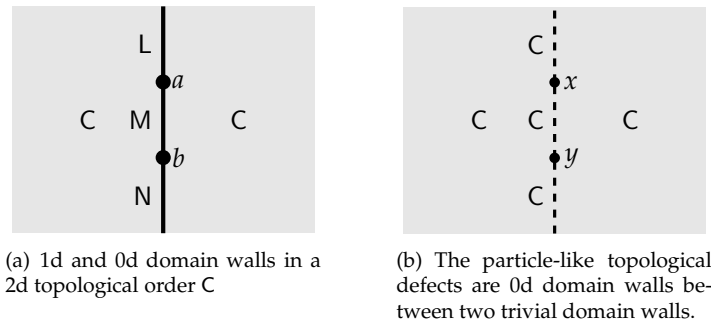 L
a
C M C
b
N
C
x
C C C
y
C
(a) 1d and 0d domain walls in a
2d topological order C
(b) The particle-like topological
defects are 0d domain walls be-
tween two trivial domain walls.